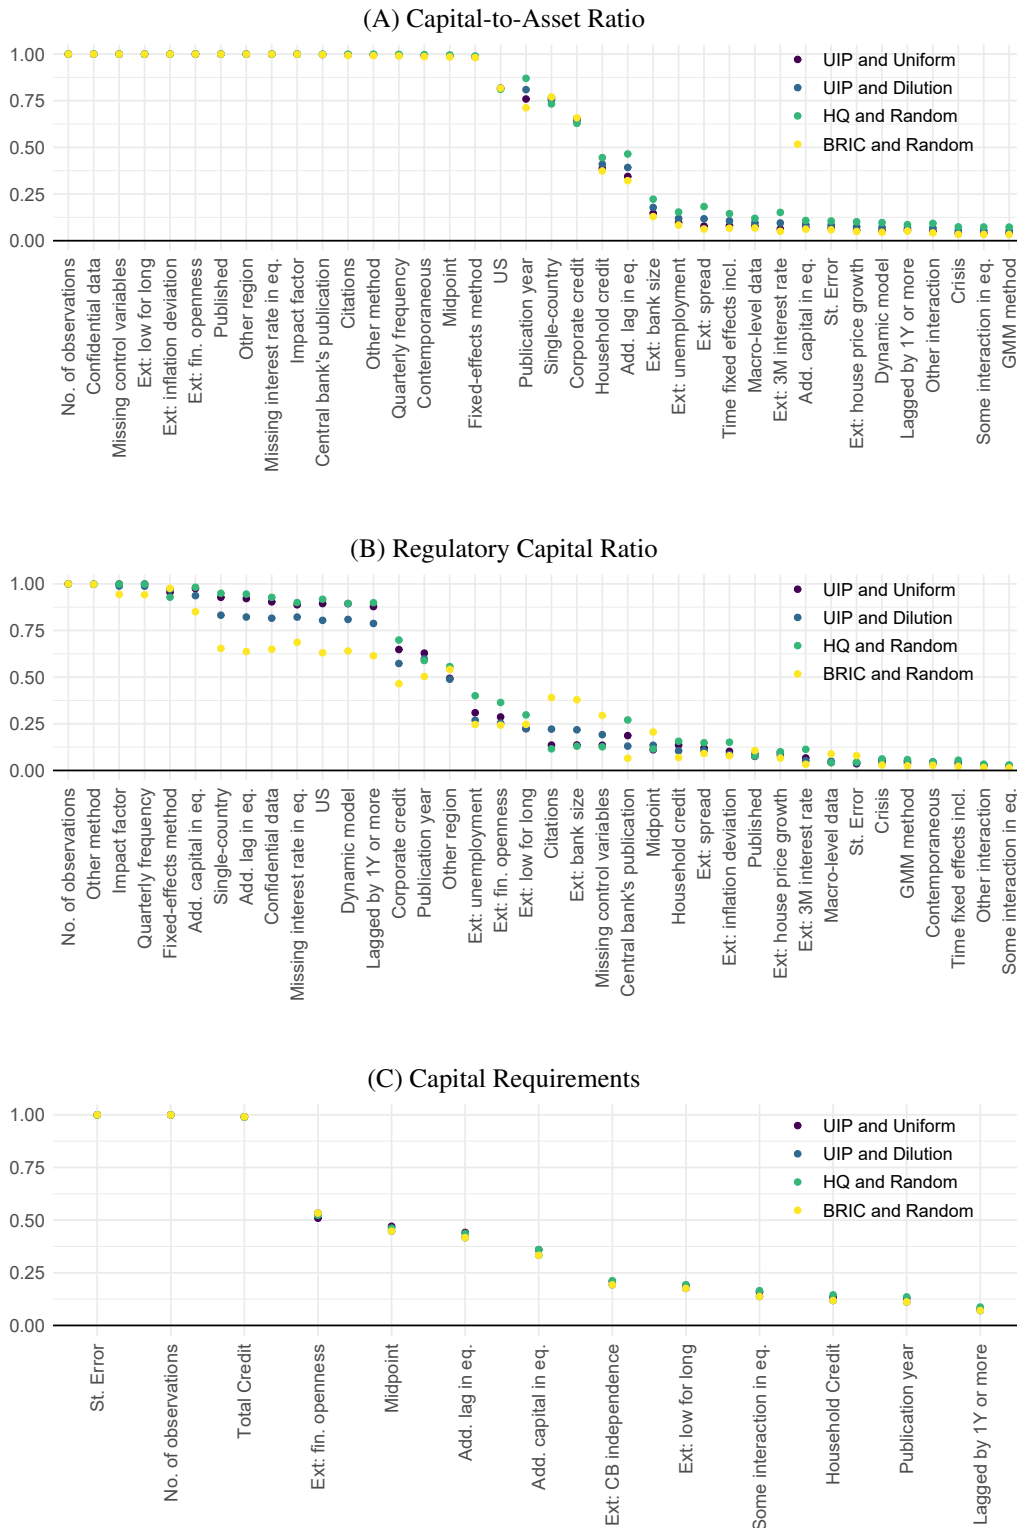 (A) Capital-to-Asset Ratio
1.00
0.75
0.50
0.25
0.00
UIP and Uniform
UIP and Dilution
HQ and Random
BRIC and Random
No. of observations
Confidential data
Missing control variables
Ext: low for long
Ext: inflation deviation
Ext: fin. openness
Published
Other region
Missing interest rate in eq.
Impact factor
Central bank's publication
Citations
Other method
Quarterly frequency
Contemporaneous
Midpoint
Fixed-effects method
US
Publication year
Single-country
Corporate credit
Household credit
Add. lag in eq.
Ext: bank size
Ext: unemployment
Ext: spread
Time fixed effects incl.
Macro-level data
Ext: 3M interest rate
Add. capital in eq.
St. Error
Ext: house price growth
Dynamic model
Lagged by 1Y or more
Other interaction
Crisis
Some interaction in eq.
GMM method
(B) Regulatory Capital Ratio
1.00
0.75
0.50
0.25
0.00
UIP and Uniform
UIP and Dilution
HQ and Random
BRIC and Random
No. of observations
Other method
Impact factor
Quarterly frequency
Fixed-effects method
Add. capital in eq.
Single-country
Add. lag in eq.
Confidential data
Missing interest rate in eq.
US
Dynamic model
Lagged by 1Y or more
Corporate credit
Publication year
Other region
Ext: unemployment
Ext: fin. openness
Ext: low for long
Citations
Ext: bank size
Missing control variables
Central bank's publication
Midpoint
Household credit
Ext: spread
Ext: inflation deviation
Published
Ext: house price growth
Ext: 3M interest rate
Macro-level data
St. Error
Crisis
GMM method
Contemporaneous
Time fixed effects incl.
Other interaction
Some interaction in eq.
(C) Capital Requirements
1.00
0.75
0.50
0.25
0.00
UIP and Uniform
UIP and Dilution
HQ and Random
BRIC and Random
St. Error
No. of observations
Total Credit
Ext: fin. openness
Midpoint
Add. lag in eq.
Add. capital in eq.
Ext: CB independence
Ext: low for long
Some interaction in eq.
Household Credit
Publication year
Lagged by 1Y or more